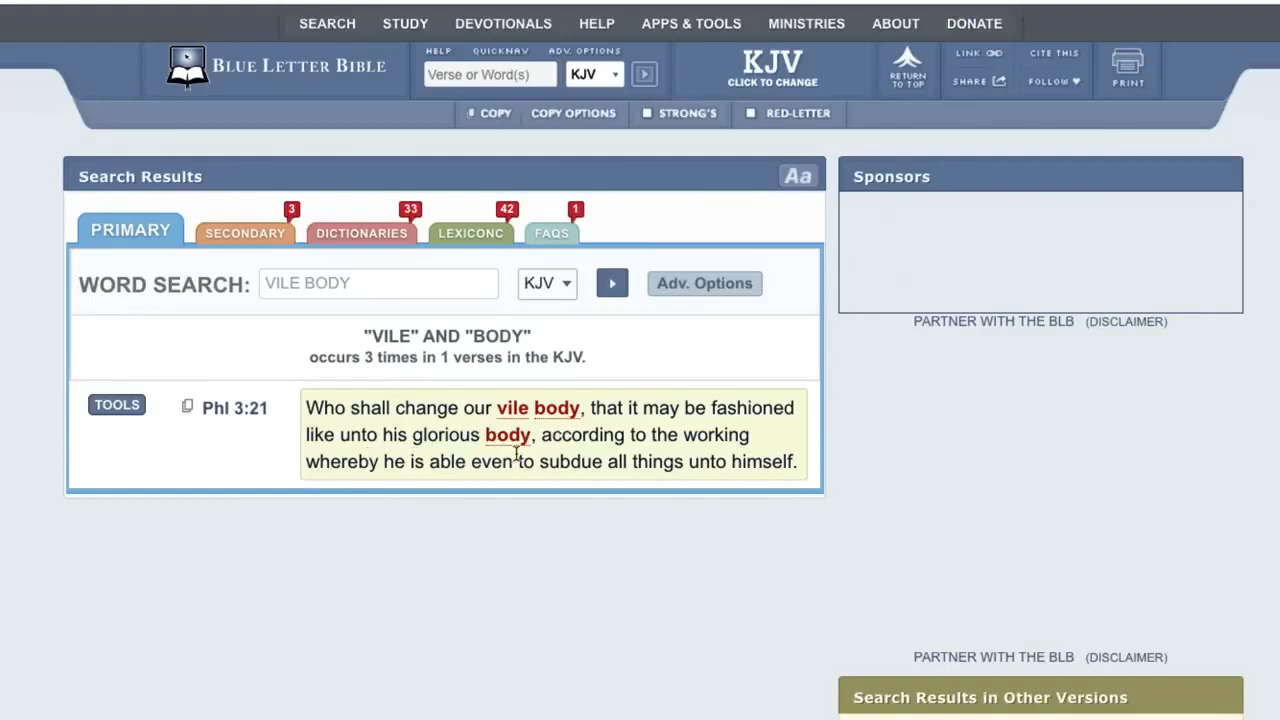 SEARCH STUDY DEVOTIONALS HELP APPS & TOOLS MINISTRIES ABOUT DONATE
BLUE LETTER BIBLE
HELP QUICKNAV ADV. OPTIONS
Verse or Word(s) KJV
KJV
CLICK TO CHANGE
RETURN
TO TOP
LINK CITE THIS
SHARE FOLLOW
PRINT
COPY COPY OPTIONS STRONG'S RED-LETTER
Search Results Aa
PRIMARY SECONDARY 3 DICTIONARIES 33 LEXICONC 42 FAQS 1
WORD SEARCH: VILE BODY KJV Adv. Options
"VILE" AND "BODY"
occurs 3 times in 1 verses in the KJV.
TOOLS Phl 3:21
Who shall change our vile body, that it may be fashioned
like unto his glorious body, according to the working
whereby he is able even to subdue all things unto himself.
Sponsors
PARTNER WITH THE BLB (DISCLAIMER)
PARTNER WITH THE BLB (DISCLAIMER)
Search Results in Other Versions